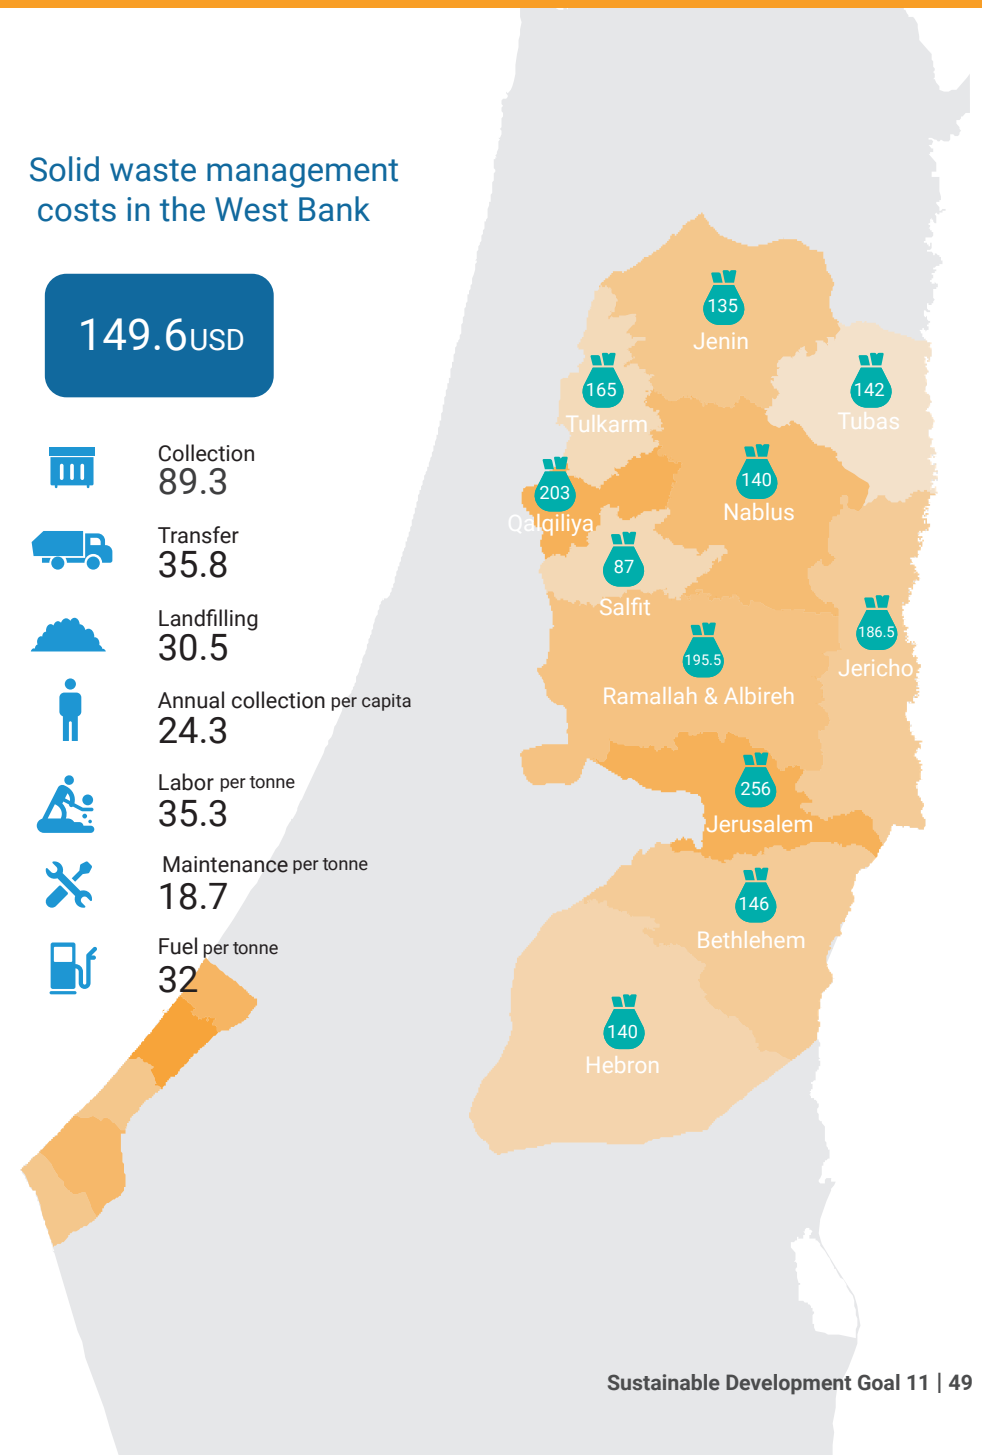 Solid waste management
costs in the West Bank
149.6USD
Collection
89.3
Transfer
35.8
Landfilling
30.5
Annual collection per capita
24.3
Labor per tonne
35.3
Maintenance per tonne
18.7
Fuel per tonne
32
135
Jenin
165
Tulkarm
142
Tubas
203
Qalqiliya
140
Nablus
87
Salfit
186.5
Jericho
195.5
Ramallah & Albireh
256
Jerusalem
146
Bethlehem
140
Hebron
Sustainable Development Goal 11 | 49